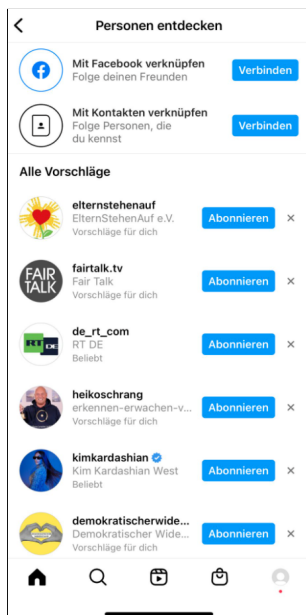 Personen entdecken
Mit Facebook verknüpfen
Folge deinen Freunden
Verbinden
Mit Kontakten verknüpfen
Folge Personen, die
du kennst
Verbinden
Alle Vorschläge
elternstehenauf
ElternStehenAuf e.V.
Vorschläge für dich
Abonnieren
FAIR
TALK
fairtalk.tv
Fair Talk
Vorschläge für dich
Abonnieren
RT DE
de_rt_com
RT DE
Beliebt
Abonnieren
heikoschrang
erkennen-erwachen-v...
Vorschläge für dich
Abonnieren
kimkardashian
Kim Kardashian West
Beliebt
Abonnieren
demokratischerwide...
Demokratischer Wide...
Vorschläge für dich
Abonnieren